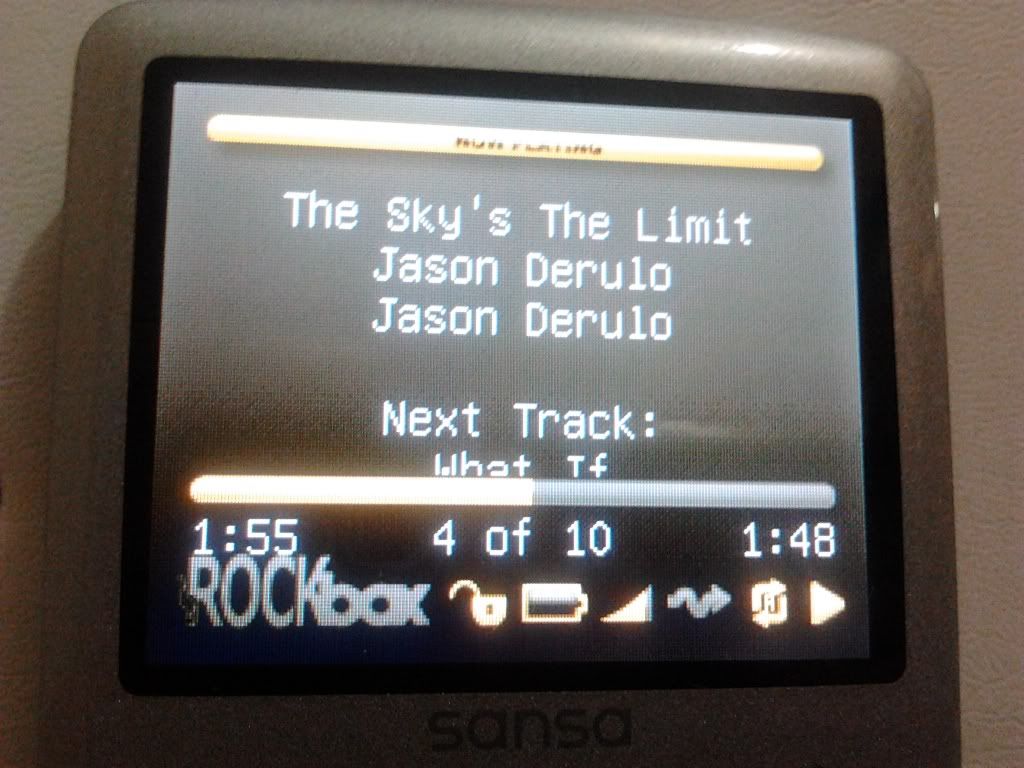 The Sky's The Limit
Jason Derulo
Jason Derulo
Next Track:
What If
1:55 4 of 10 1:48
ROCKbox
sansa